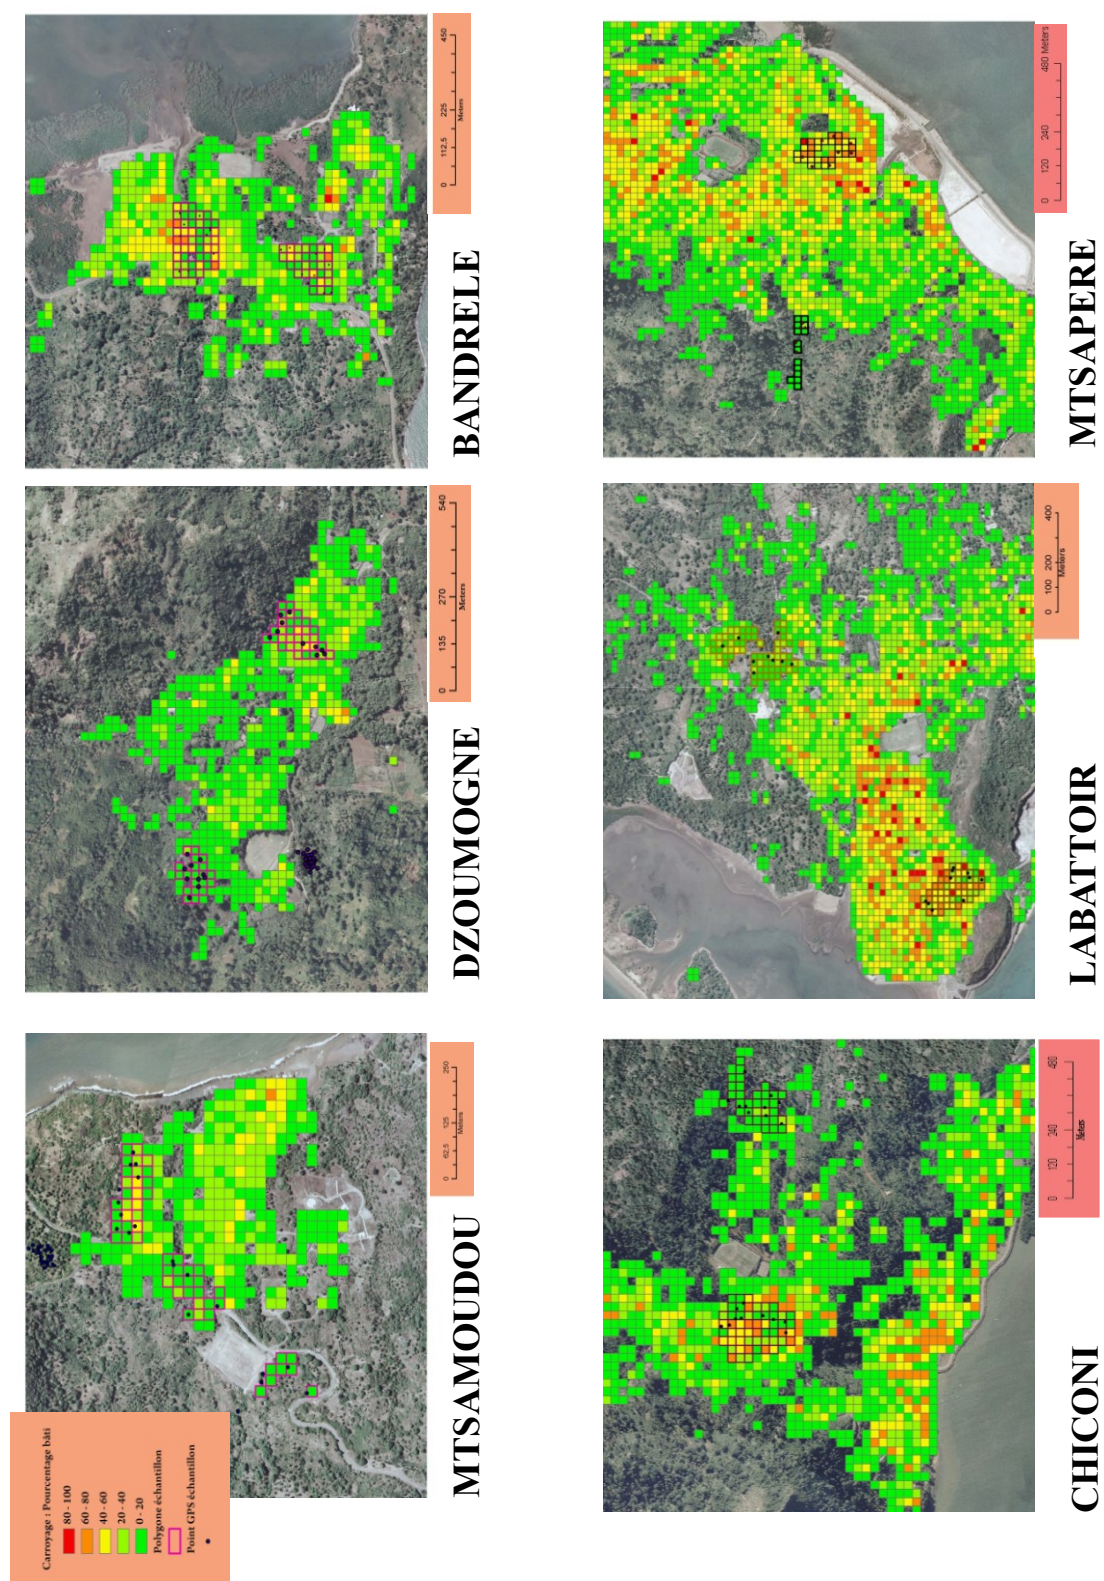 Carroyage : Pourcentage bâti
80 - 100
60 - 80
40 - 60
20 - 40
0 - 20
Polygone échantillon
Point GPS échantillon
MTSAMOUDOU
0 62.5 125 250
Meters
DZOUMOGNE
0 135 270 540
Meters
BANDRELE
0 112.5 225 450
Meters
CHICONI
0 120 240 480
Meters
LABATTOIR
0 100 200 400
Meters
MTSAPERE
0 120 240 480 Meters